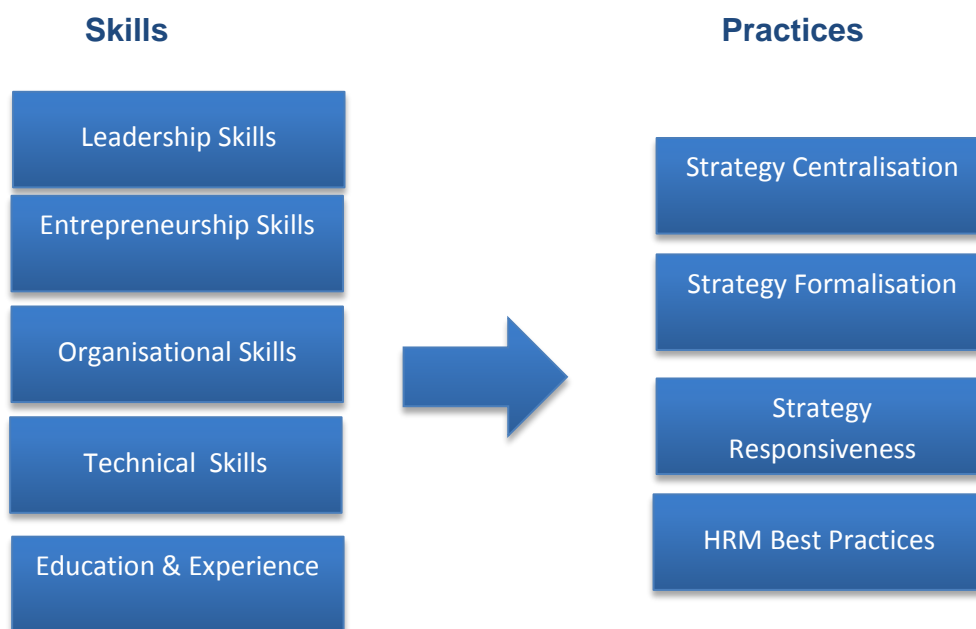 Skills
Practices
Leadership Skills
Entrepreneurship Skills
Organisational Skills
Technical  Skills
Education & Experience
Strategy Centralisation
Strategy Formalisation
Strategy
Responsiveness
HRM Best Practices